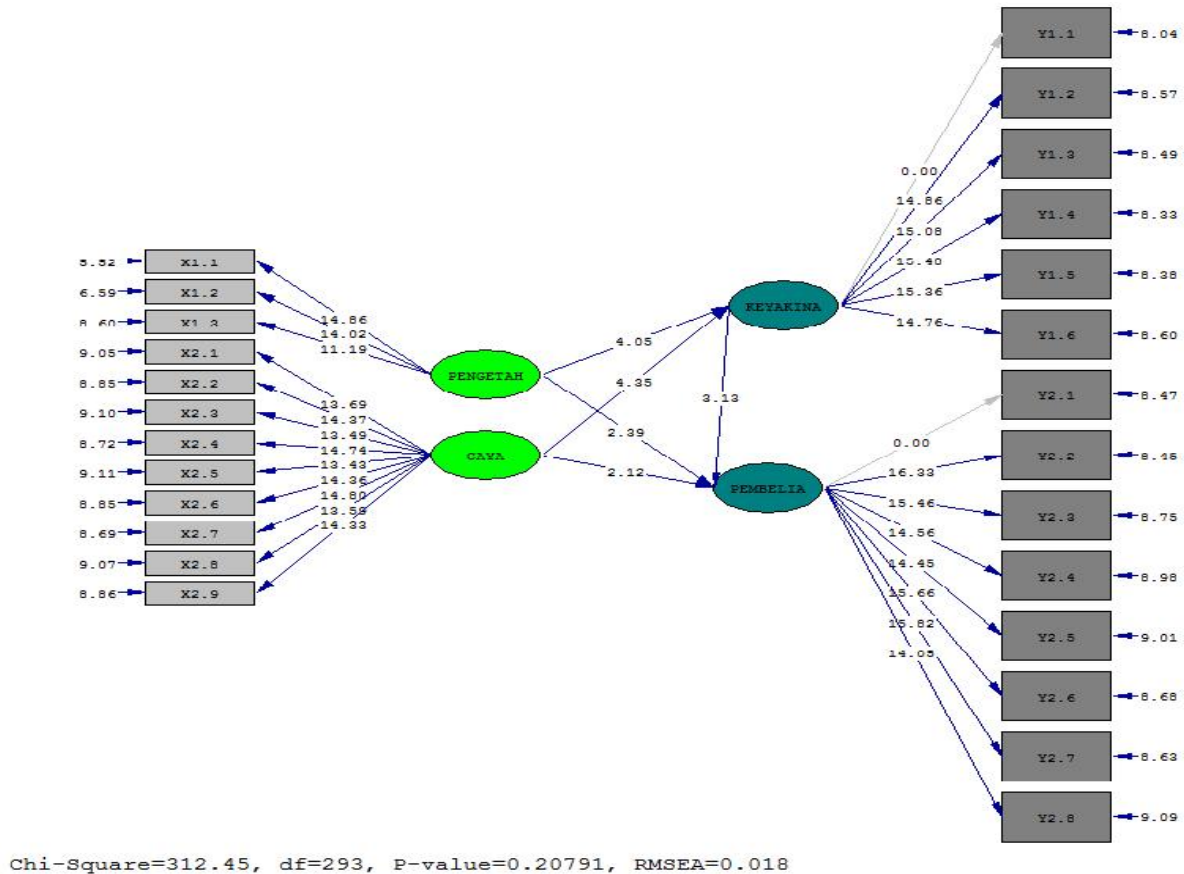 5.52 X1.1
6.59 X1.2
8.60 X1.3
9.05 X2.1
8.85 X2.2
9.10 X2.3
8.72 X2.4
9.11 X2.5
8.85 X2.6
8.69 X2.7
9.07 X2.8
8.86 X2.9
14.86
14.02
11.19
13.69
14.37
13.49
14.74
13.43
14.36
14.80
13.59
14.33
PENGETAH
GAYA
4.05
4.35
2.39
2.12
3.13
KEYAKINA
PEMBELIA
0.00
14.86
15.08
15.40
15.36
14.76
0.00
16.33
15.46
14.56
14.45
15.66
15.82
14.05
Y1.1 8.04
Y1.2 8.57
Y1.3 8.49
Y1.4 8.33
Y1.5 8.38
Y1.6 8.60
Y2.1 8.47
Y2.2
Y2.3 8.75
Y2.4 8.98
Y2.5 9.01
Y2.6 8.68
Y2.7 8.63
Y2.8 9.09
Chi-Square=312.45, df=293, P-value=0.20791, RMSEA=0.018